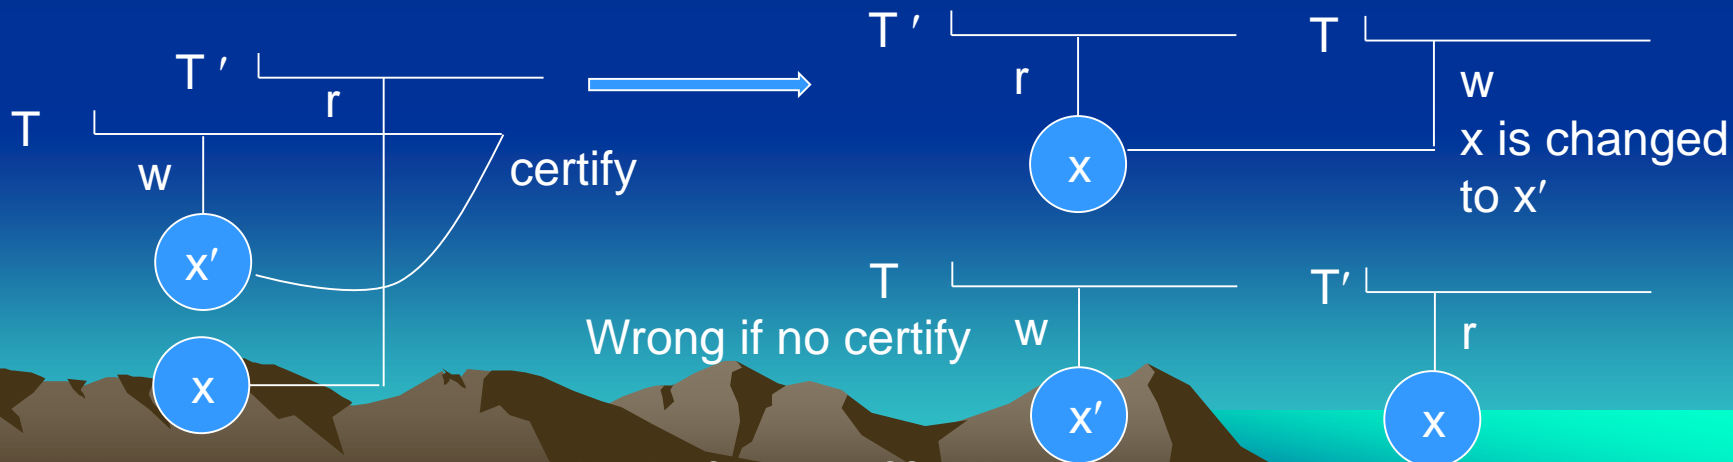 T ′
r
T
w
certify
x′
x
T ′
r
x
T
w
x is changed
to x′
T
Wrong if no certify
w
x′
T′
r
x